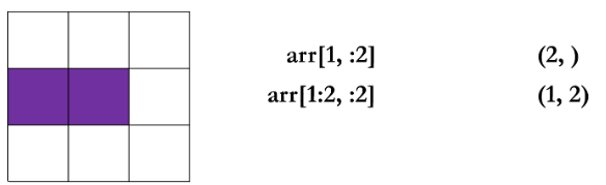 arr[1, :2] (2, )
arr[1:2, :2] (1, 2)